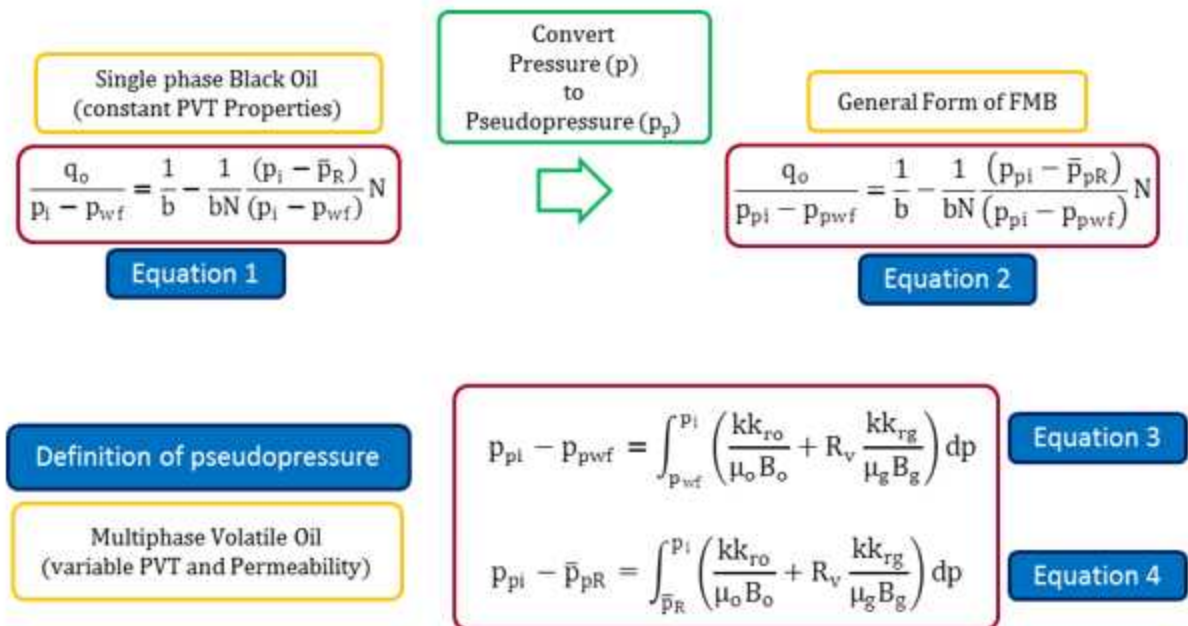 Single phase Black Oil
(constant PVT Properties)
q_o / (p_i − p_wf) = 1/b − 1/(bN) (p_i − p̄_R)/(p_i − p_wf) N
Equation 1
Convert
Pressure (p)
to
Pseudopressure (p_p)
General Form of FMB
q_o / (p_pi − p_pwf) = 1/b − 1/(bN) (p_pi − p̄_pR)/(p_pi − p_pwf) N
Equation 2
Definition of pseudopressure
Multiphase Volatile Oil
(variable PVT and Permeability)
p_pi − p_pwf = ∫_{p_wf}^{p_i} (kk_ro/(μ_o B_o) + R_v kk_rg/(μ_g B_g)) dp
Equation 3
p_pi − p̄_pR = ∫_{p̄_R}^{p_i} (kk_ro/(μ_o B_o) + R_v kk_rg/(μ_g B_g)) dp
Equation 4